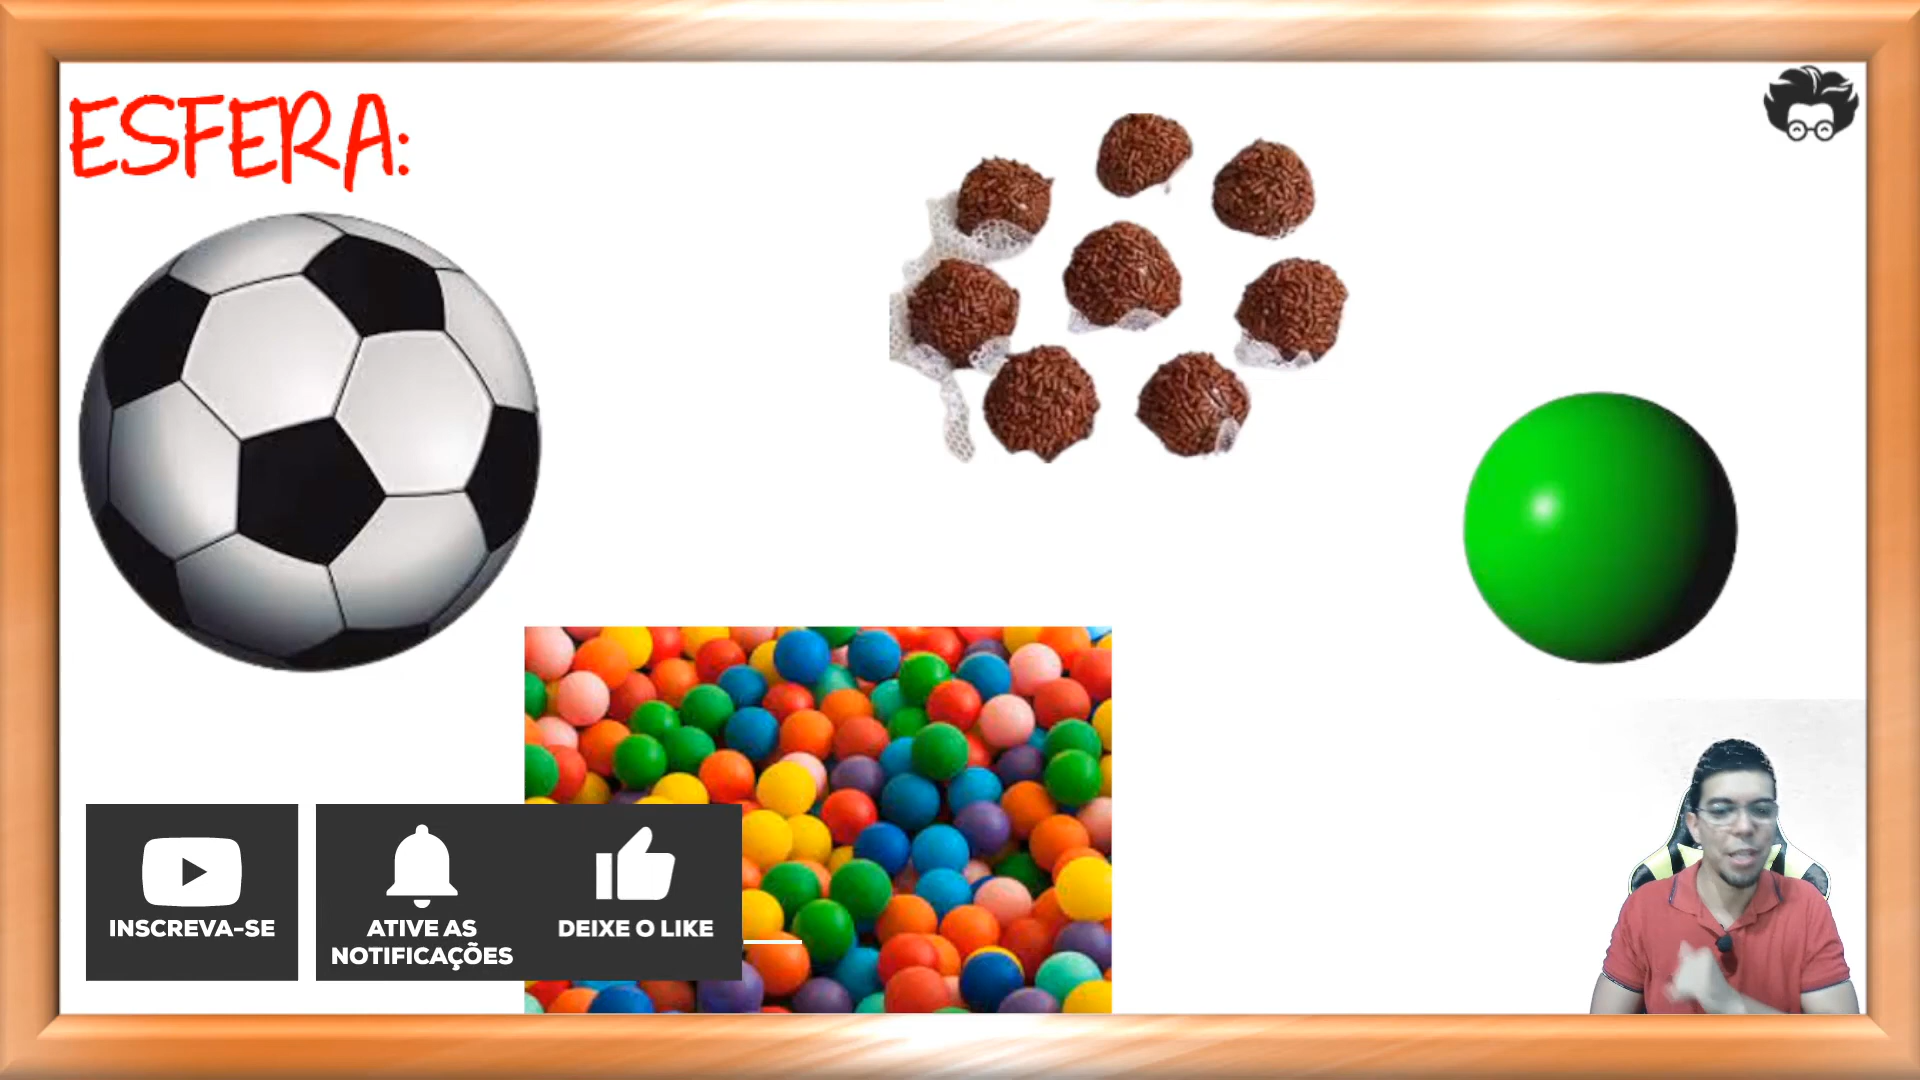 ESFERA:
INSCREVA-SE
ATIVE AS
NOTIFICAÇÕES
DEIXE O LIKE